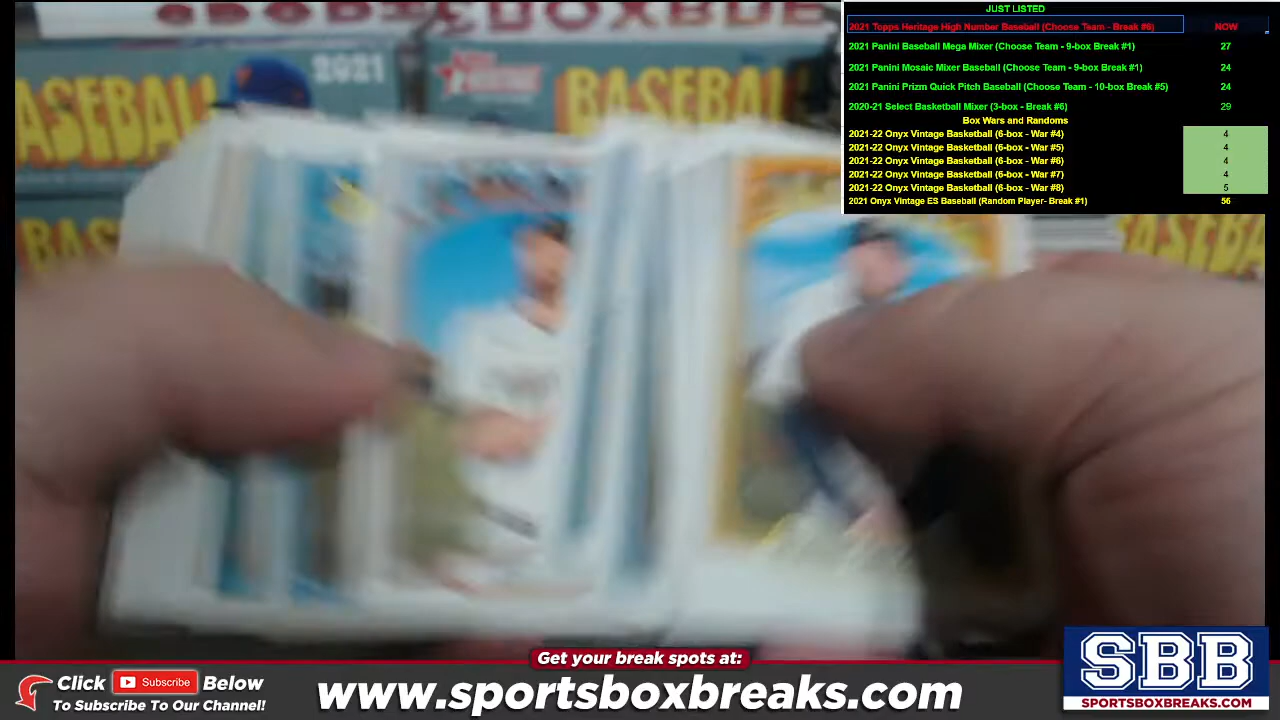 JUST LISTED
2021 Topps Heritage High Number Baseball (Choose Team - Break #6) NOW
2021 Panini Baseball Mega Mixer (Choose Team - 9-box Break #1) 27
2021 Panini Mosaic Mixer Baseball (Choose Team - 9-box Break #1) 24
2021 Panini Prizm Quick Pitch Baseball (Choose Team - 10-box Break #5) 24
2020-21 Select Basketball Mixer (3-box - Break #6) 29
Box Wars and Randoms
2021-22 Onyx Vintage Basketball (6-box - War #4) 4
2021-22 Onyx Vintage Basketball (6-box - War #5) 4
2021-22 Onyx Vintage Basketball (6-box - War #6) 4
2021-22 Onyx Vintage Basketball (6-box - War #7) 4
2021-22 Onyx Vintage Basketball (6-box - War #8) 5
2021 Onyx Vintage ES Baseball (Random Player- Break #1) 56
2021
BASEBALL
BASEBALL
BAS
BASEBA
Get your break spots at:
Click Subscribe Below
To Subscribe To Our Channel!
www.sportsboxbreaks.com
SBB
SPORTSBOXBREAKS.COM